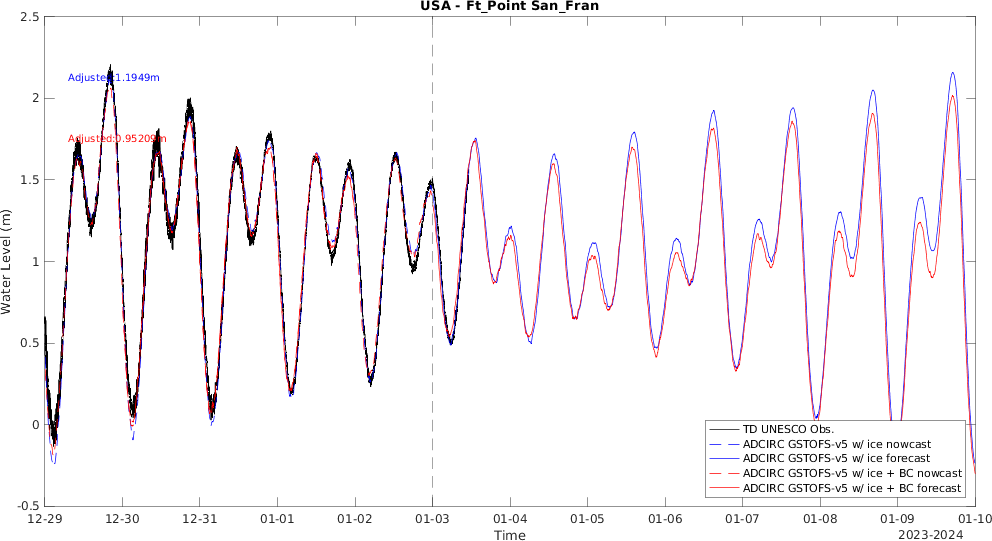 USA - Ft_Point San_Fran
2.5
2
1.5
1
0.5
0
-0.5
Water Level (m)
Adjusted:1.1949m
Adjusted:0.95209m
TD UNESCO Obs.
ADCIRC GSTOFS-v5 w/ ice nowcast
ADCIRC GSTOFS-v5 w/ ice forecast
ADCIRC GSTOFS-v5 w/ ice + BC nowcast
ADCIRC GSTOFS-v5 w/ ice + BC forecast
12-29 12-30 12-31 01-01 01-02 01-03 01-04 01-05 01-06 01-07 01-08 01-09 01-10
Time
2023-2024